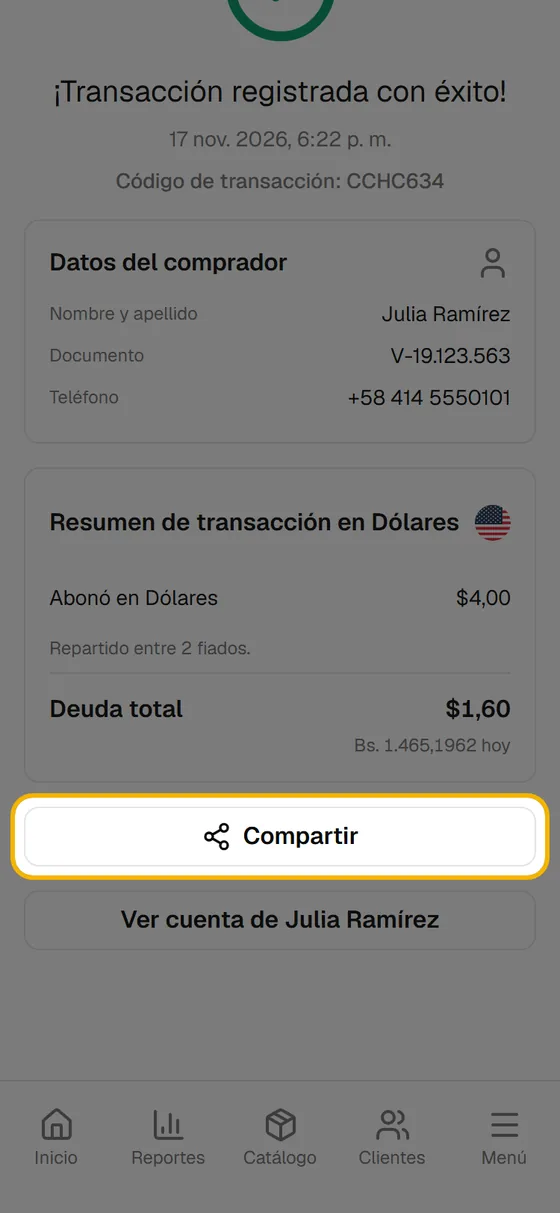 ¡Transacción registrada con éxito!
17 nov. 2026, 6:22 p. m.
Código de transacción: CCHC634
Datos del comprador
Nombre y apellido Julia Ramírez
Documento V-19.123.563
Teléfono +58 414 5550101
Resumen de transacción en Dólares
Abonó en Dólares $4,00
Repartido entre 2 fiados.
Deuda total $1,60
Bs. 1.465,1962 hoy
Compartir
Ver cuenta de Julia Ramírez
Inicio Reportes Catálogo Clientes Menú